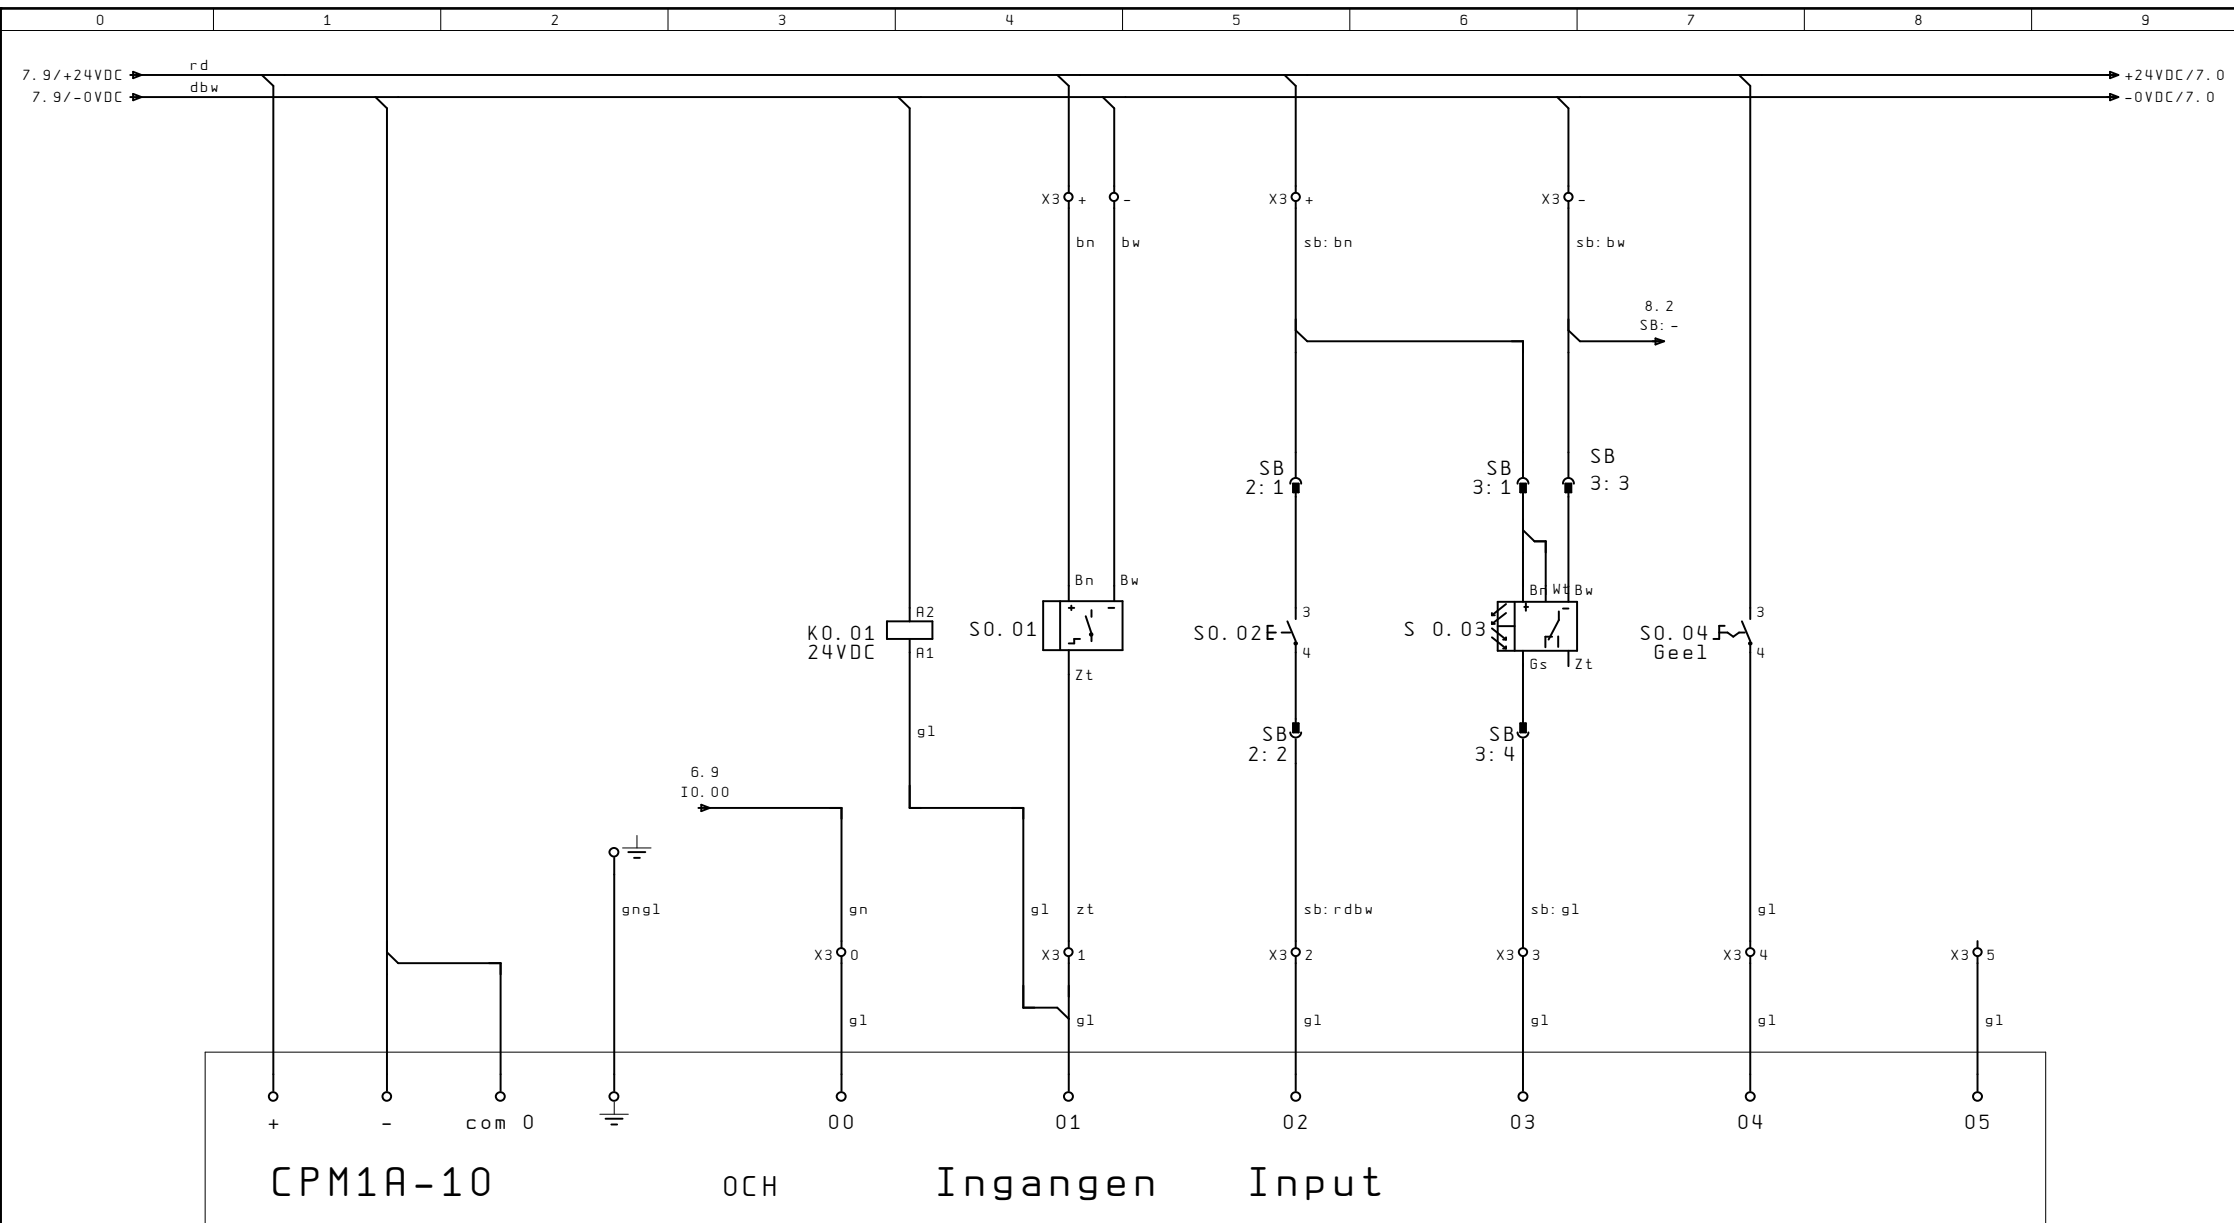 0 1 2 3 4 5 6 7 8 9
rd
7.9/+24VDC +24VDC/7.0
dbw
7.9/-0VDC -0VDC/7.0
X3 + - X3 + X3 -
bn bw sb:bn sb:bw
8.2
SB:-
SB
2:1
SB
3:1
SB
3:3
Bn Bw
Bn Wt Bw
A2
K0.01
24VDC
A1
S0.01
+ -
Zt
3
S0.02
4
S 0.03
+ -
Gs Zt
3
S0.04
Geel
4
gl
SB
2:2
SB
3:4
6.9
I0.00
gngl gn gl zt sb:rdbw sb:gl gl
X3 0 X3 1 X3 2 X3 3 X3 4 X3 5
gl gl gl gl gl gl
+ - com 0 00 01 02 03 04 05
CPM1A-10 0CH Ingangen Input